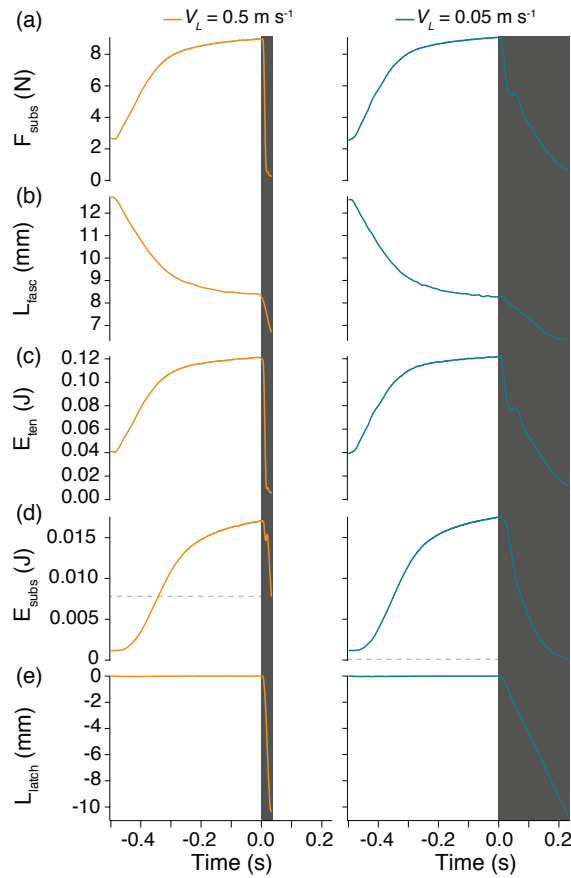 (a)
V_L = 0.5 m s⁻¹
V_L = 0.05 m s⁻¹
F_subs (N)
8
6
4
2
0
(b)
L_fasc (mm)
12
11
10
9
8
7
(c)
E_ten (J)
0.12
0.10
0.08
0.06
0.04
0.02
0.00
(d)
E_subs (J)
0.015
0.010
0.005
0
(e)
L_latch (mm)
0
-2
-4
-6
-8
-10
-0.4 -0.2 0.0 0.2
-0.4 -0.2 0.0 0.2
Time (s)
Time (s)